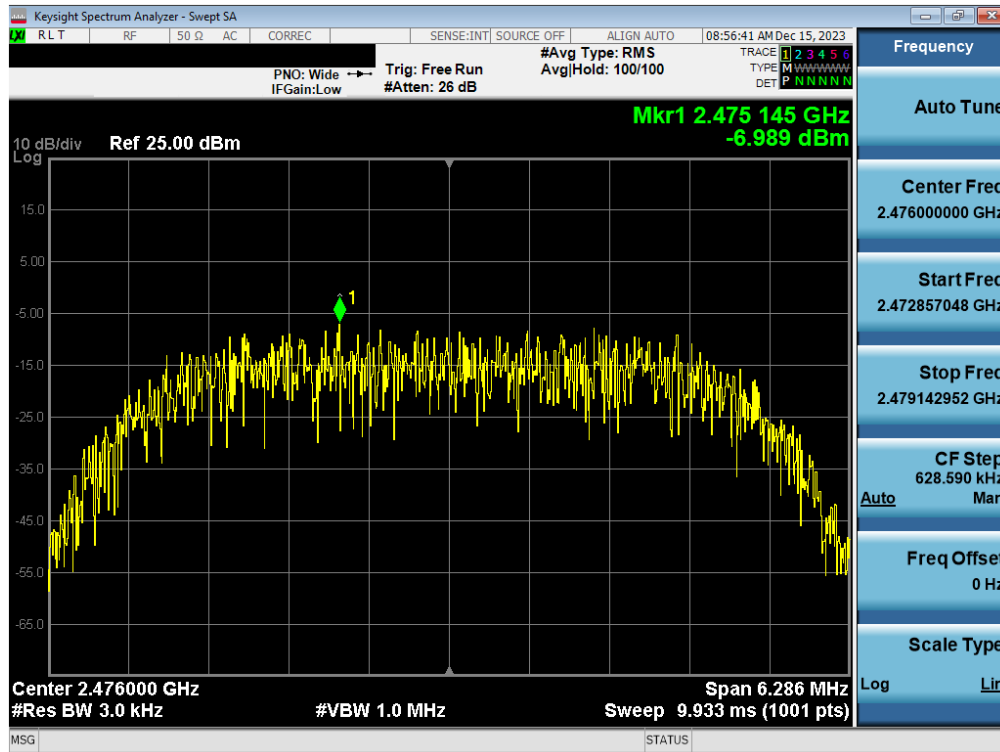 Keysight Spectrum Analyzer - Swept SA
LXI R L T RF 50 Ω AC CORREC SENSE:INT SOURCE OFF ALIGN AUTO 08:56:41 AM Dec 15, 2023
PNO: Wide
IFGain:Low
Trig: Free Run
#Atten: 26 dB
#Avg Type: RMS
Avg|Hold: 100/100
TRACE 1 2 3 4 5 6
TYPE M WWWWW
DET P N N N N N
Mkr1 2.475 145 GHz
-6.989 dBm
10 dB/div Ref 25.00 dBm
Log
15.0
5.00
-5.00
-15.0
-25.0
-35.0
-45.0
-55.0
-65.0
1
Center 2.476000 GHz Span 6.286 MHz
#Res BW 3.0 kHz #VBW 1.0 MHz Sweep 9.933 ms (1001 pts)
MSG STATUS
Frequency
Auto Tune
Center Freq
2.476000000 GHz
Start Freq
2.472857048 GHz
Stop Freq
2.479142952 GHz
CF Step
628.590 kHz
Auto Man
Freq Offset
0 Hz
Scale Type
Log Lin